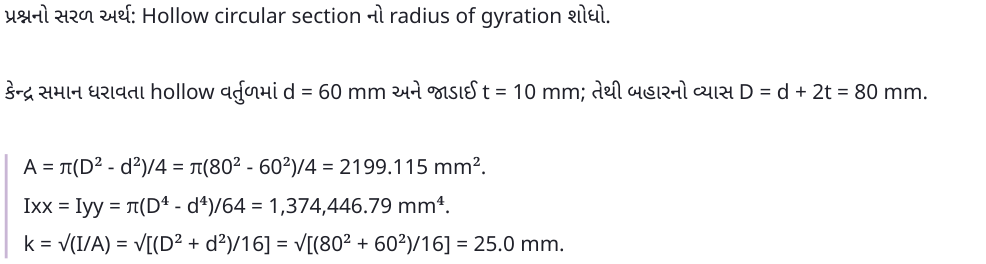 પ્રશ્નનો સરળ અર્થ: Hollow circular section નો radius of gyration શોધો.
કેન્દ્ર સમાન ધરાવતા hollow વર્તુળમાં d = 60 mm અને જાડાઈ t = 10 mm; તેથી બહારનો વ્યાસ D = d + 2t = 80 mm.
A = π(D² - d²)/4 = π(80² - 60²)/4 = 2199.115 mm².
Ixx = Iyy = π(D⁴ - d⁴)/64 = 1,374,446.79 mm⁴.
k = √(I/A) = √[(D² + d²)/16] = √[(80² + 60²)/16] = 25.0 mm.